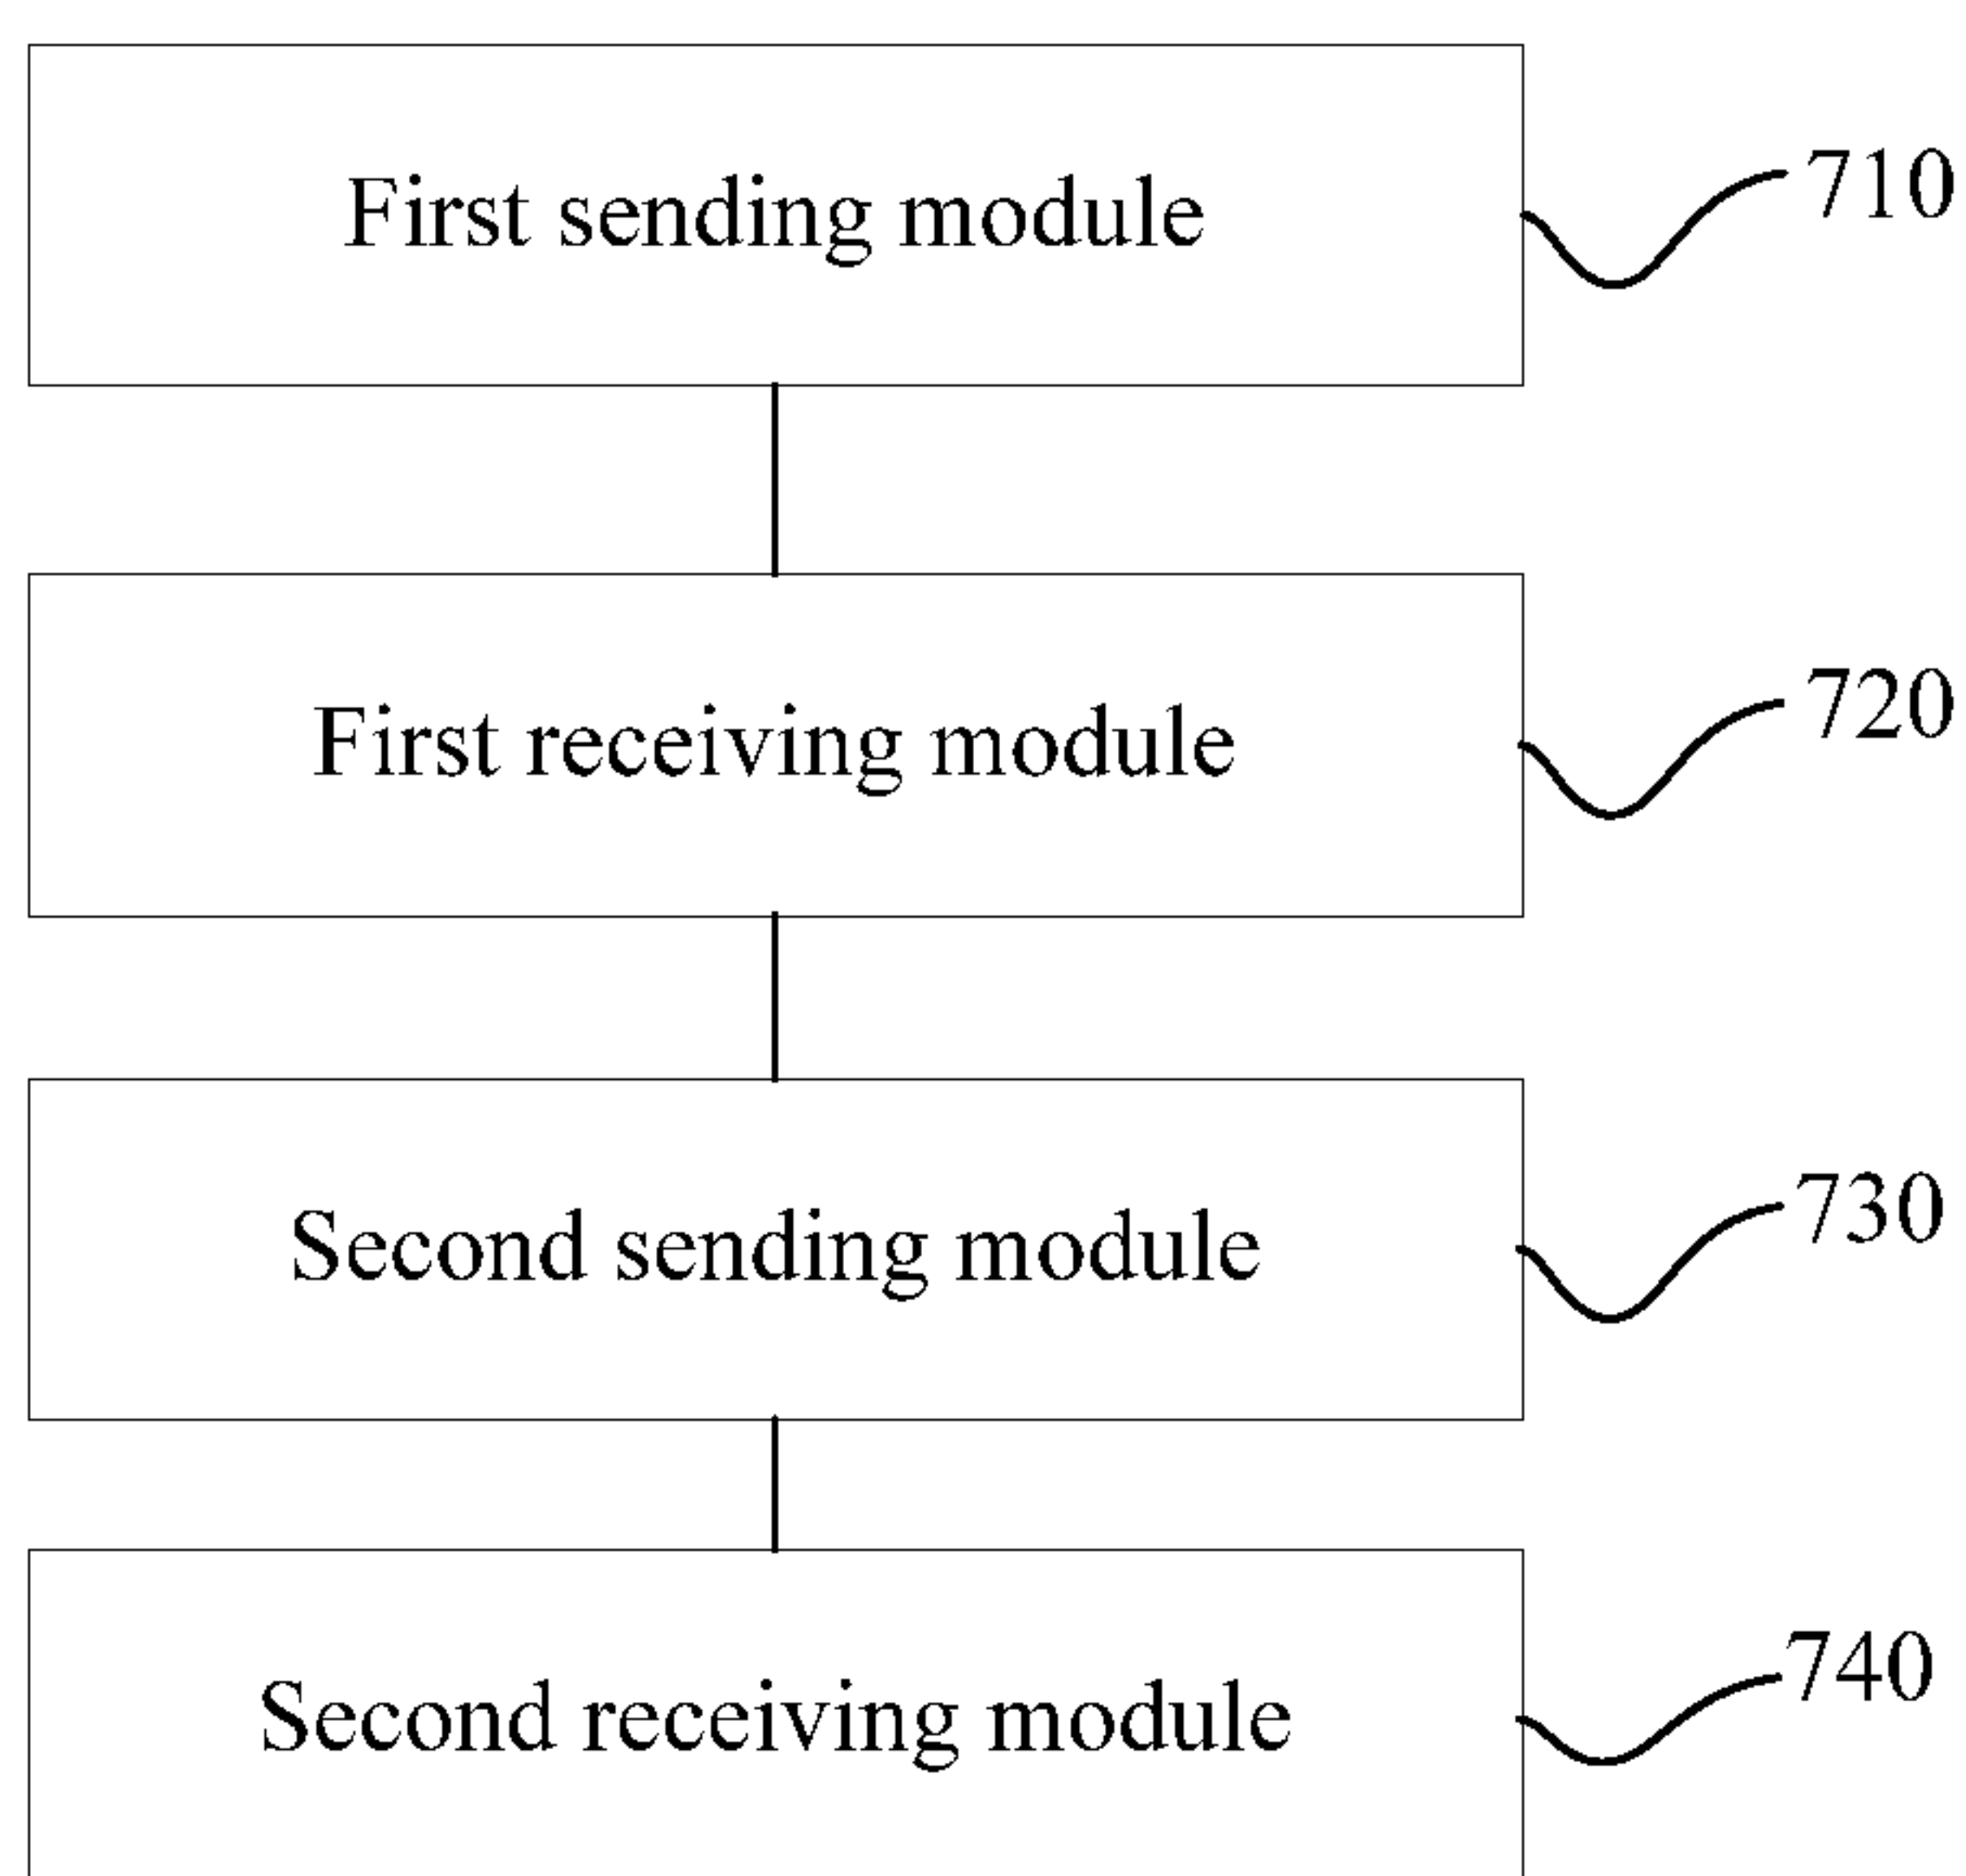 First sending module
710
First receiving module
720
Second sending module
730
Second receiving module
740